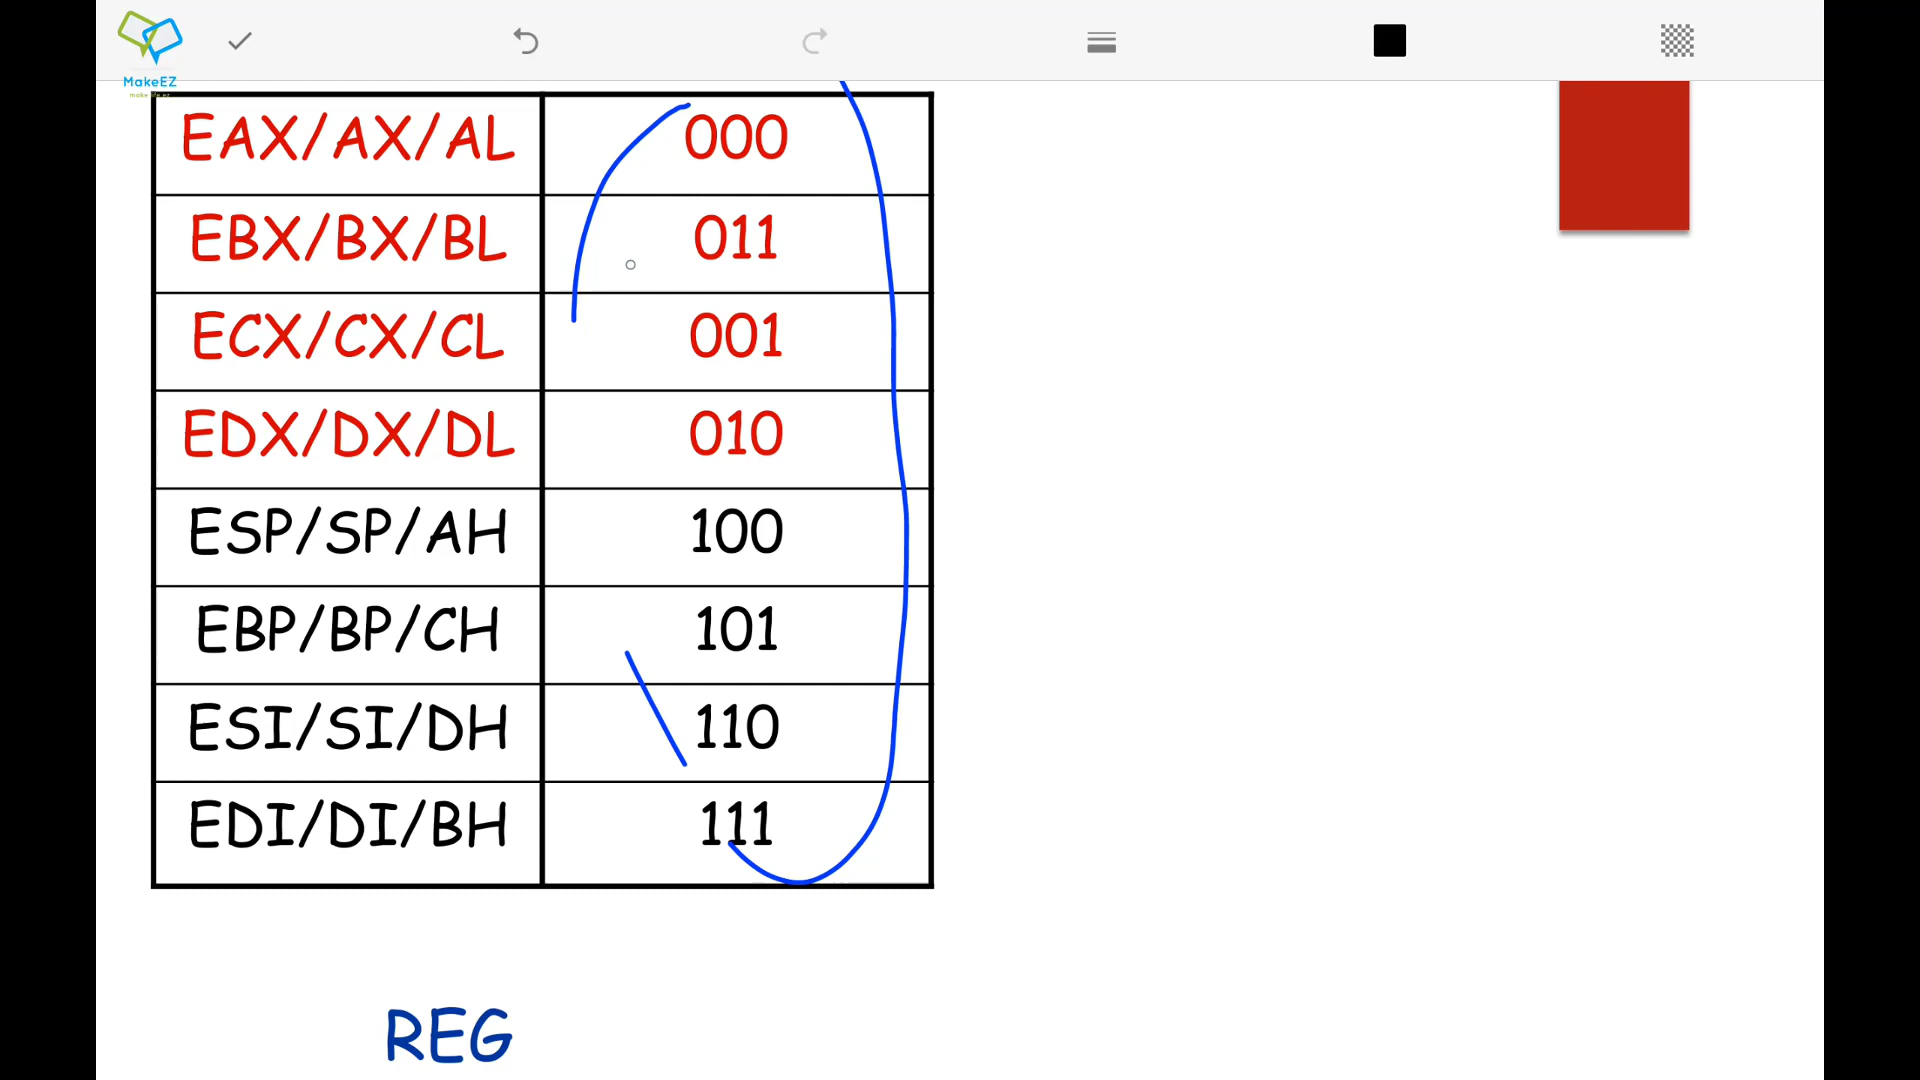 MakeEZ
EAX/AX/AL 000
EBX/BX/BL 011
ECX/CX/CL 001
EDX/DX/DL 010
ESP/SP/AH 100
EBP/BP/CH 101
ESI/SI/DH 110
EDI/DI/BH 111
REG